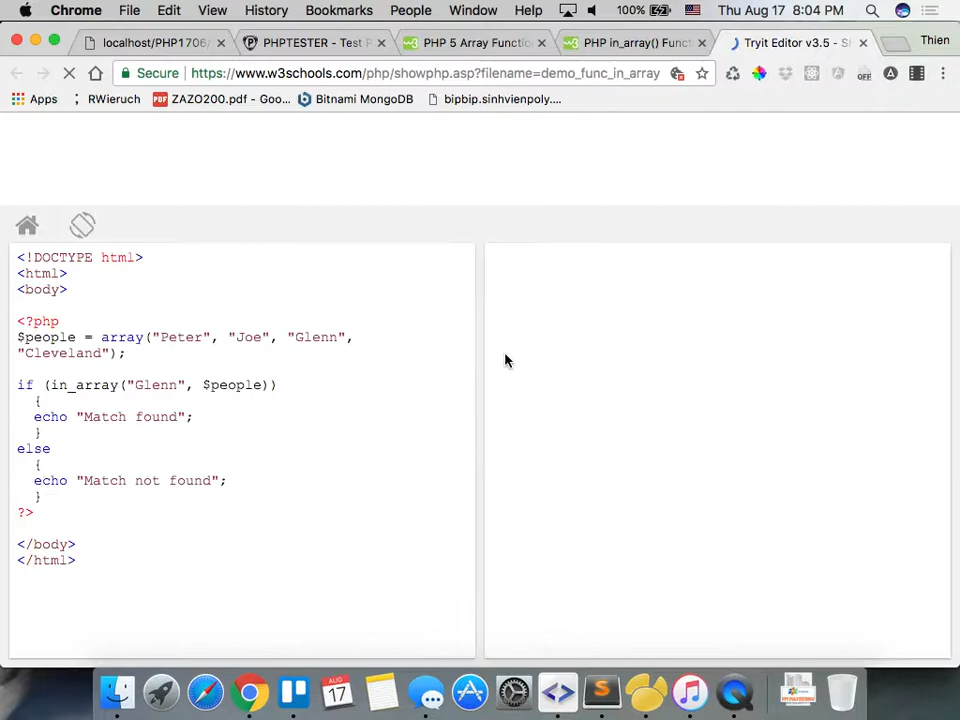 Chrome File Edit View History Bookmarks People Window Help 100% Thu Aug 17 8:04 PM
localhost/PHP1706/ PHPTESTER - Test P PHP 5 Array Functio PHP in_array() Funct Tryit Editor v3.5 - S Thien
Secure https://www.w3schools.com/php/showphp.asp?filename=demo_func_in_array
Apps RWieruch ZAZO200.pdf - Goo... Bitnami MongoDB bipbip.sinhvienpoly....
<!DOCTYPE html>
<html>
<body>
<?php
$people = array("Peter", "Joe", "Glenn",
"Cleveland");
if (in_array("Glenn", $people))
{
echo "Match found";
}
else
{
echo "Match not found";
}
?>
</body>
</html>
AUG
17